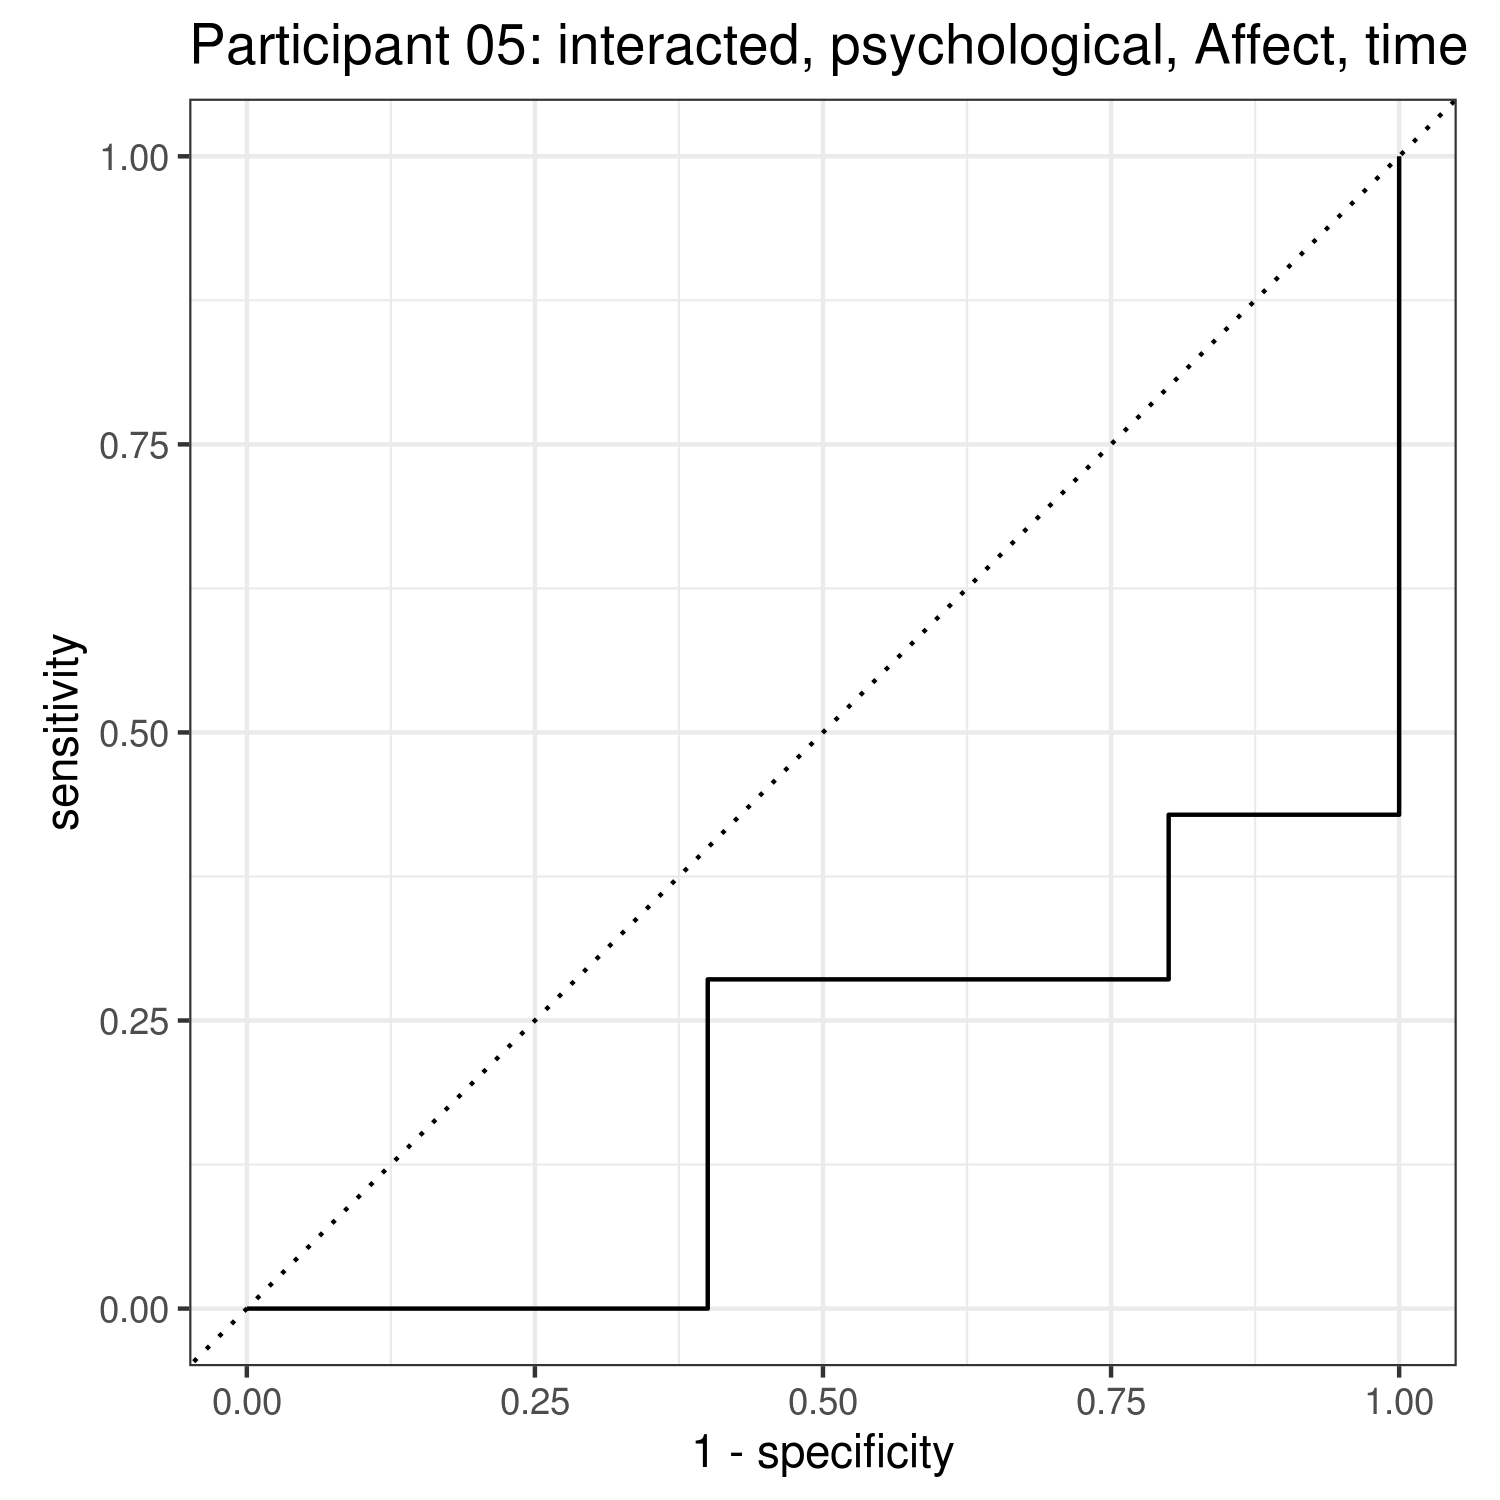 Participant 05: interacted, psychological, Affect, time
1.00
0.75
0.50
0.25
0.00
sensitivity
0.00 0.25 0.50 0.75 1.00
1 - specificity